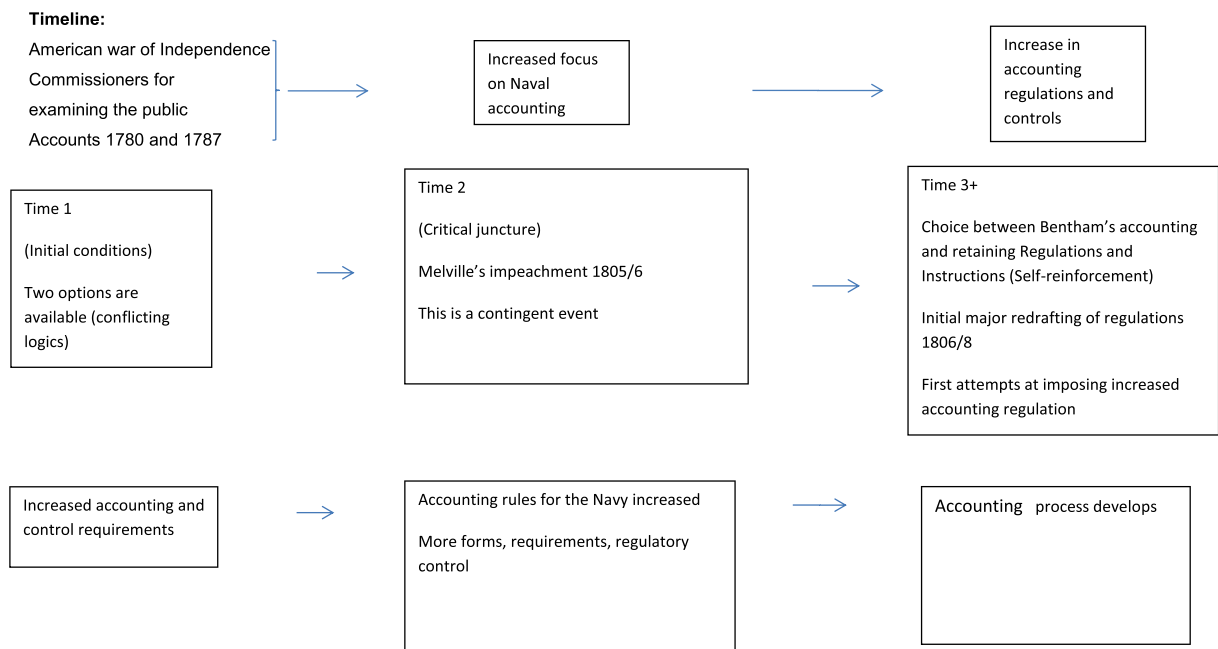 Timeline:
American war of Independence
Commissioners for
examining the public
Accounts 1780 and 1787
Increased focus
on Naval
accounting
Increase in
accounting
regulations and
controls
Time 1
(Initial conditions)
Two options are
available (conflicting
logics)
Time 2
(Critical juncture)
Melville’s impeachment 1805/6
This is a contingent event
Time 3+
Choice between Bentham’s accounting
and retaining Regulations and
Instructions (Self-reinforcement)
Initial major redrafting of regulations
1806/8
First attempts at imposing increased
accounting regulation
Increased accounting and
control requirements
Accounting rules for the Navy increased
More forms, requirements, regulatory
control
Accounting process develops